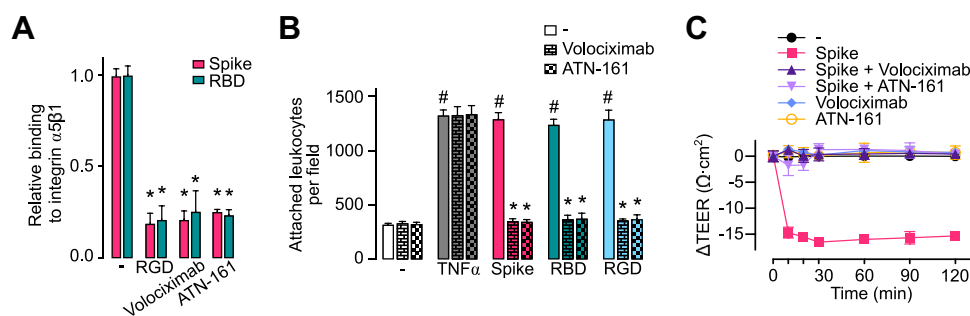 A
Spike
RBD
Relative binding
to integrin α5β1
1.0
0.5
0.0
* * * * **
-
RGD
Volociximab
ATN-161
B
-
Volociximab
ATN-161
Attached leukocytes
per field
1500
1000
500
0
#
#
#
#
* *
* *
* *
-
TNFα
Spike
RBD
RGD
C
-
Spike
Spike + Volociximab
Spike + ATN-161
Volociximab
ATN-161
ΔTEER (Ω·cm²)
0
-5
-10
-15
0 30 60 90 120
Time (min)